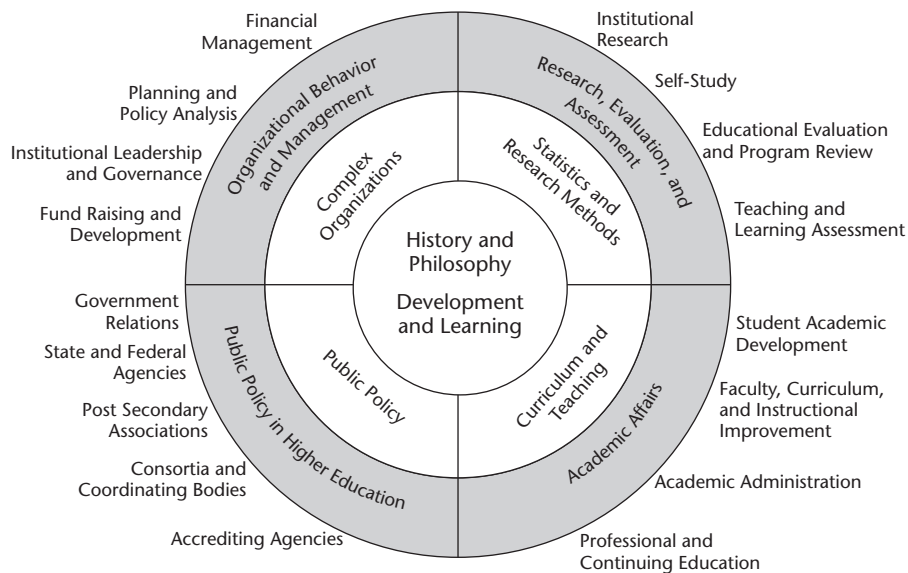 Financial
Management
Planning and
Policy Analysis
Institutional Leadership
and Governance
Fund Raising and
Development
Government
Relations
State and Federal
Agencies
Post Secondary
Associations
Consortia and
Coordinating Bodies
Accrediting Agencies
Organizational Behavior
and Management
Complex
Organizations
Public Policy in Higher Education
Public Policy
History and
Philosophy
Development
and Learning
Research, Evaluation, and
Assessment
Statistics and
Research Methods
Curriculum and
Teaching
Academic Affairs
Institutional
Research
Self-Study
Educational Evaluation
and Program Review
Teaching and
Learning Assessment
Student Academic
Development
Faculty, Curriculum,
and Instructional
Improvement
Academic Administration
Professional and
Continuing Education